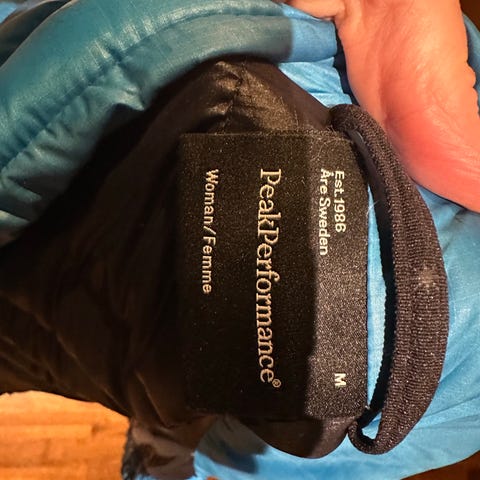 Est.1986
Åre Sweden
M
PeakPerformance®
Woman/Femme